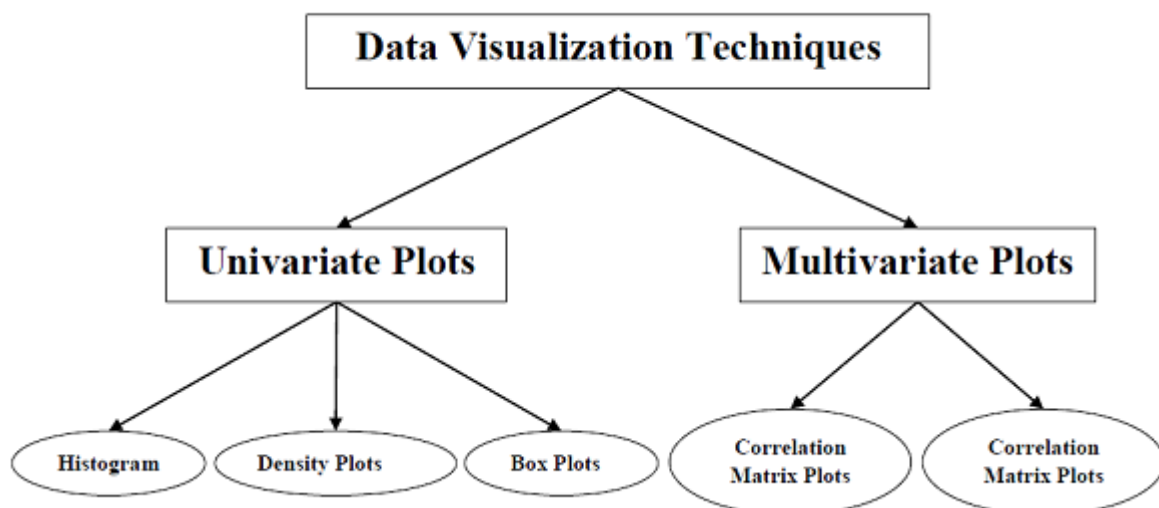 Data Visualization Techniques
Univariate Plots
Multivariate Plots
Histogram
Density Plots
Box Plots
Correlation
Matrix Plots
Correlation
Matrix Plots